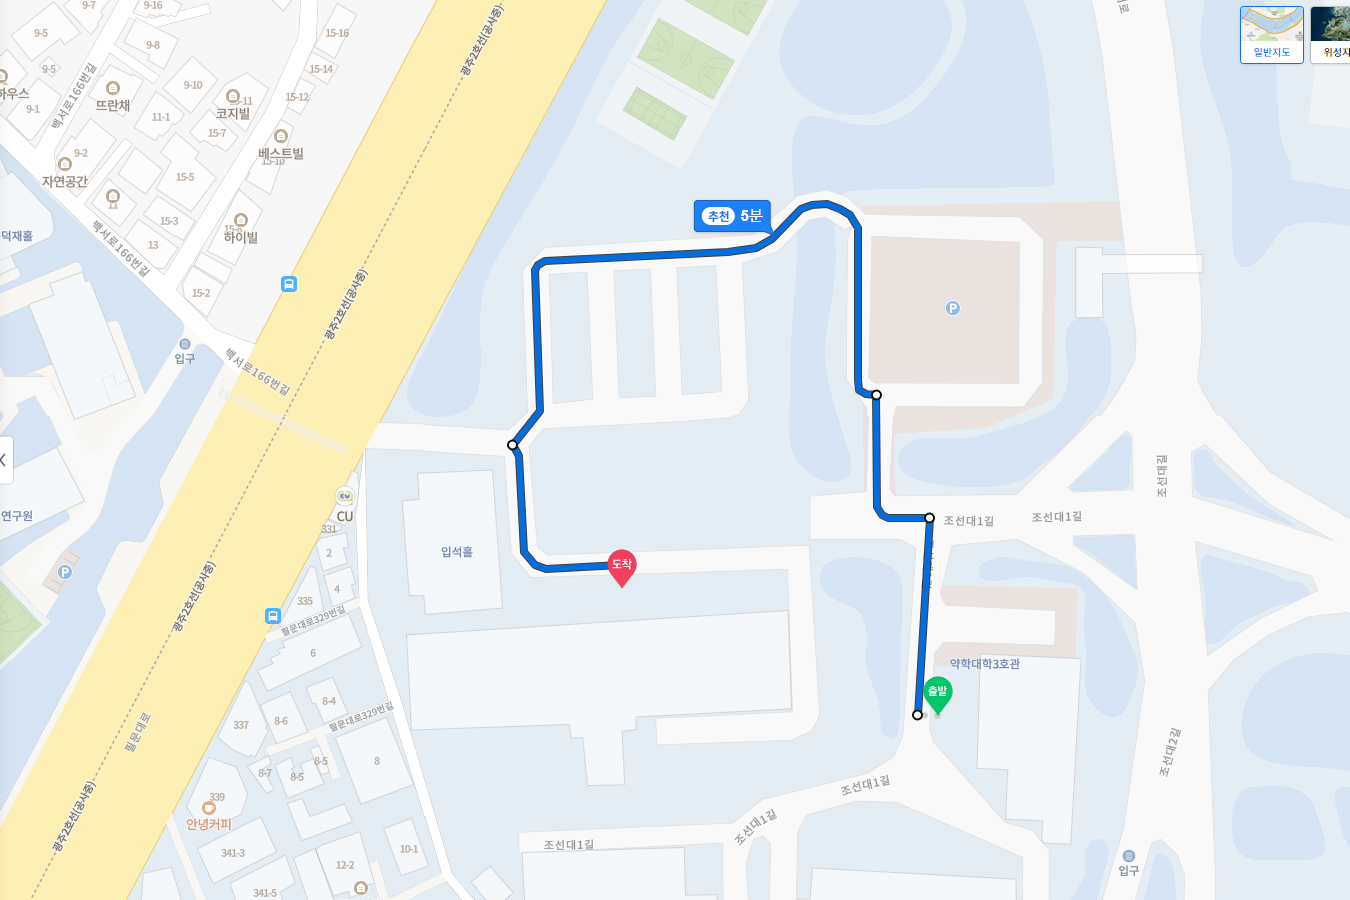 9-7
9-16
9-5
9-8
15-16
광주2호선(공사중)
일반지도
위성지
9-5
15-14
하우스
9-10
15-12
뜨란채
코지빌
9-1
백서로166번길
11-1
15-7
9-2
베스트빌
15-10
자연공간
15-5
11
15-3
추천 5분
덕재홀
백서로166번길
13
하이빌
15-2
광주2호선(공사중)
P
입구
백서로166번길
조선대길
CU
연구원
331
조선대1길
조선대1길
2
입석홀
도착
P
광주2호선(공사중)
4
335
필문대로329번길
6
약학대학3호관
출발
8-4
337
8-6
필문대로329번길
필문대로
조선대2길
8-5
8
8-7
8-5
조선대1길
339
안녕커피
광주2호선(공사중)
조선대1길
조선대1길
341-3
10-1
12-2
입구
341-5